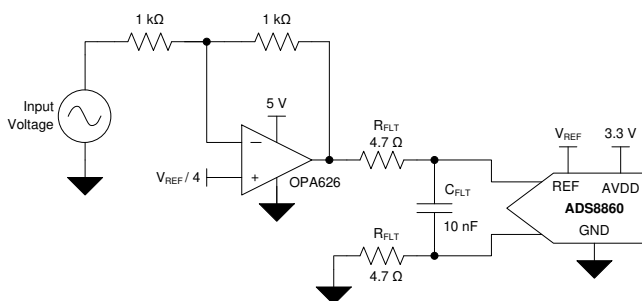 1 kΩ
1 kΩ
Input
Voltage
5 V
−
+
V_REF / 4
OPA626
R_FLT
4.7 Ω
C_FLT
10 nF
R_FLT
4.7 Ω
V_REF
3.3 V
REF
AVDD
ADS8860
GND